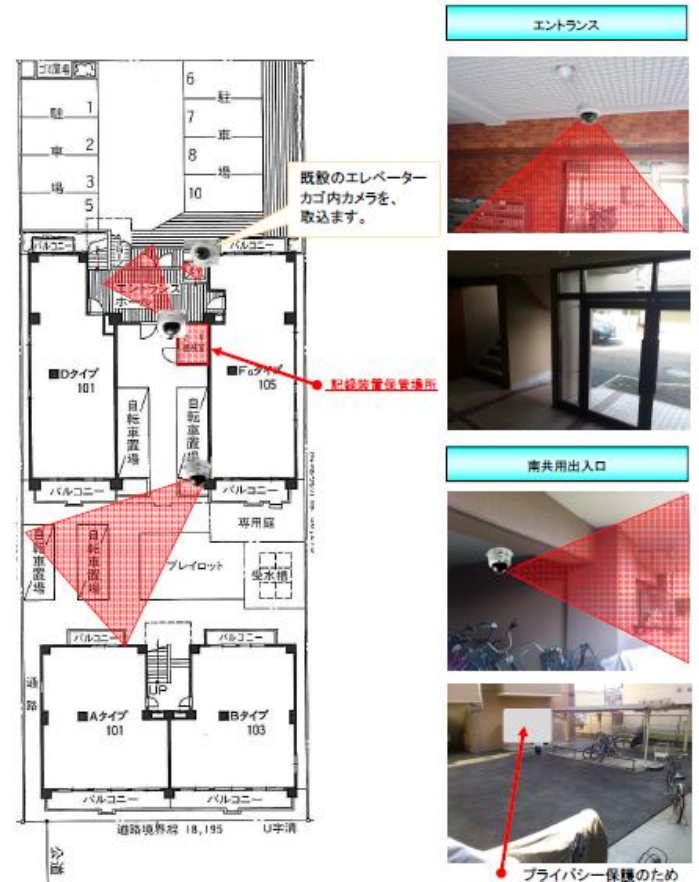 エントランス
ゴミ置場
6
駐
7
車
8
場
10
1
駐
2
車
3
場
5
既設のエレベーター
カゴ内カメラを、
取込ます。
バルコニー
バルコニー
エントランス
ホール
■Dタイプ
101
105
記録装置保管場所
自転車置場
自転車置場
バルコニー
バルコニー
南共用出入口
専用庭
自転車置場
自転車置場
プレイロット
受水槽
バルコニー
バルコニー
通路
UP
■Aタイプ
101
■Bタイプ
103
バルコニー
バルコニー
道路境界線 18,195
U字溝
公道
プライバシー保護のため